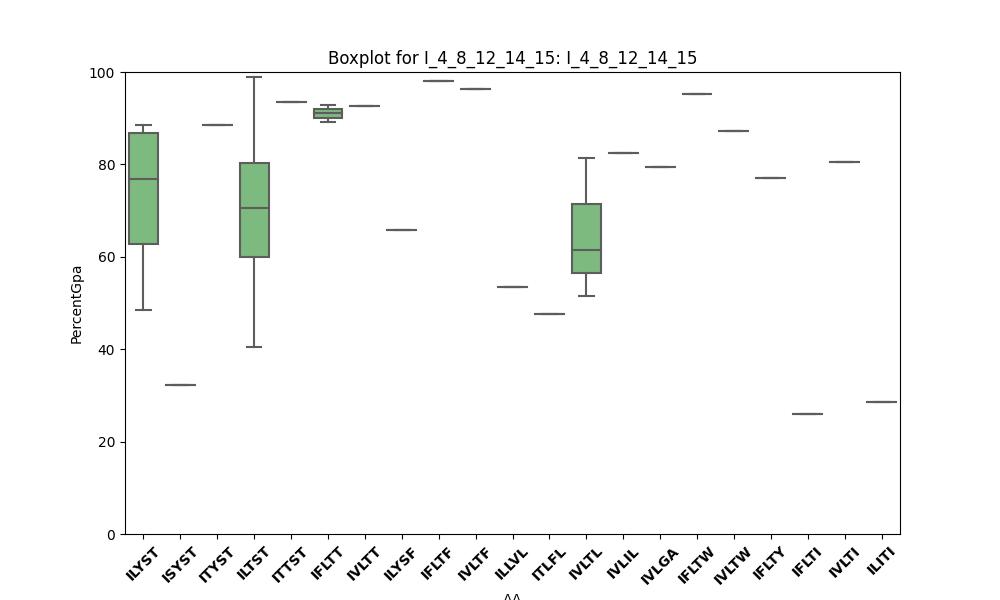 Boxplot for I_4_8_12_14_15: I_4_8_12_14_15
100
80
60
40
20
0
PercentGpa
ILYST
ISYST
ITYST
ILTST
ITTST
IFLTT
IVLTT
ILYSF
IFLTF
IVLTF
ILLVL
ITLFL
IVLTL
IVLIL
IVLGA
IFLTW
IVLTW
IFLTY
IFLTI
IVLTI
ILITI
AA